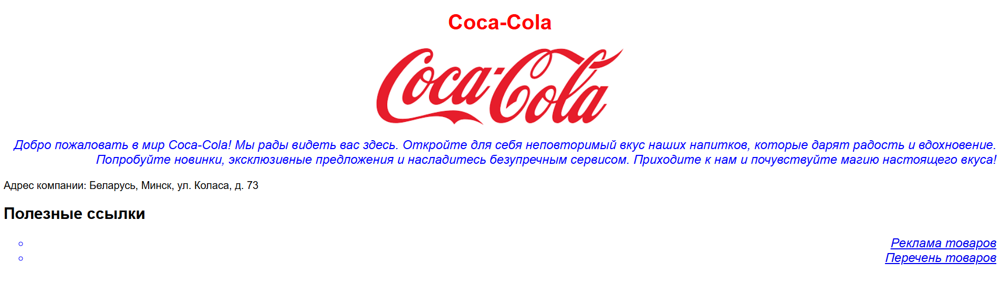 Coca-Cola
Coca-Cola
Добро пожаловать в мир Coca-Cola! Мы рады видеть вас здесь. Откройте для себя неповторимый вкус наших напитков, которые дарят радость и вдохновение.
Попробуйте новинки, эксклюзивные предложения и насладитесь безупречным сервисом. Приходите к нам и почувствуйте магию настоящего вкуса!
Адрес компании: Беларусь, Минск, ул. Коласа, д. 73
Полезные ссылки
Реклама товаров
Перечень товаров